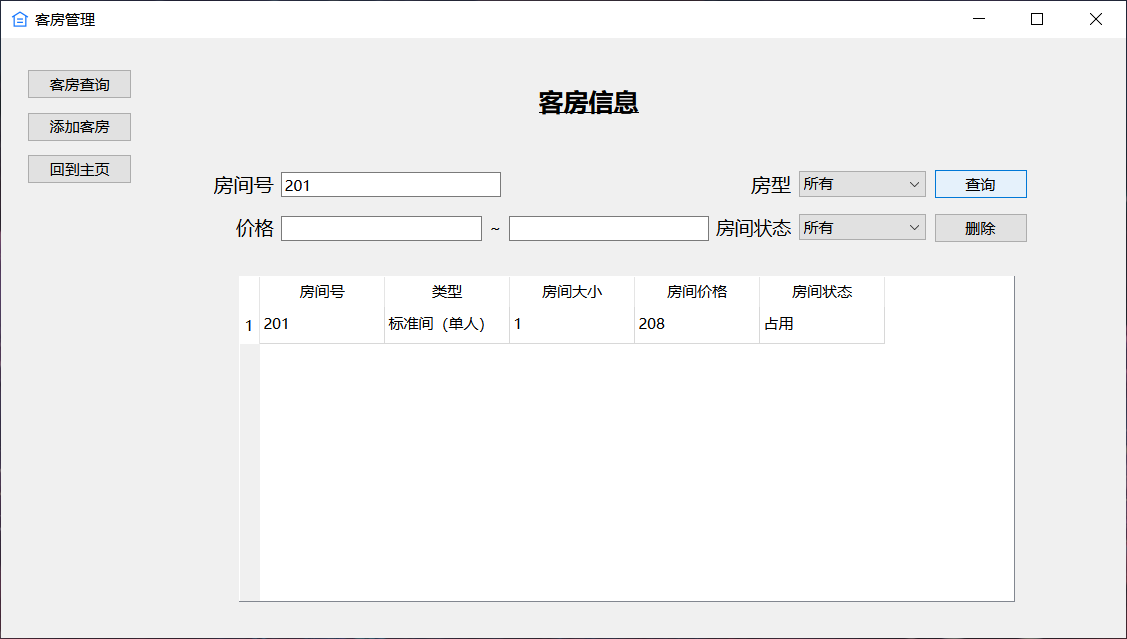 客房管理
客房查询
添加客房
回到主页
客房信息
房间号 201 房型 所有 查询
价格 ~ 房间状态 所有 删除
房间号 类型 房间大小 房间价格 房间状态
1 201 标准间（单人） 1 208 占用